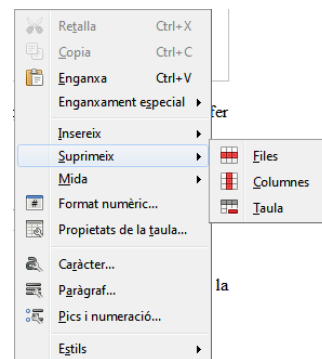 Retalla Ctrl+X
Copia Ctrl+C
Enganxa Ctrl+V
Enganxament especial
fer
Insereix
Suprimeix
Files
Mida
Columnes
Format numèric...
Taula
Propietats de la taula...
Caràcter...
Paràgraf...
la
Pics i numeració...
Estils